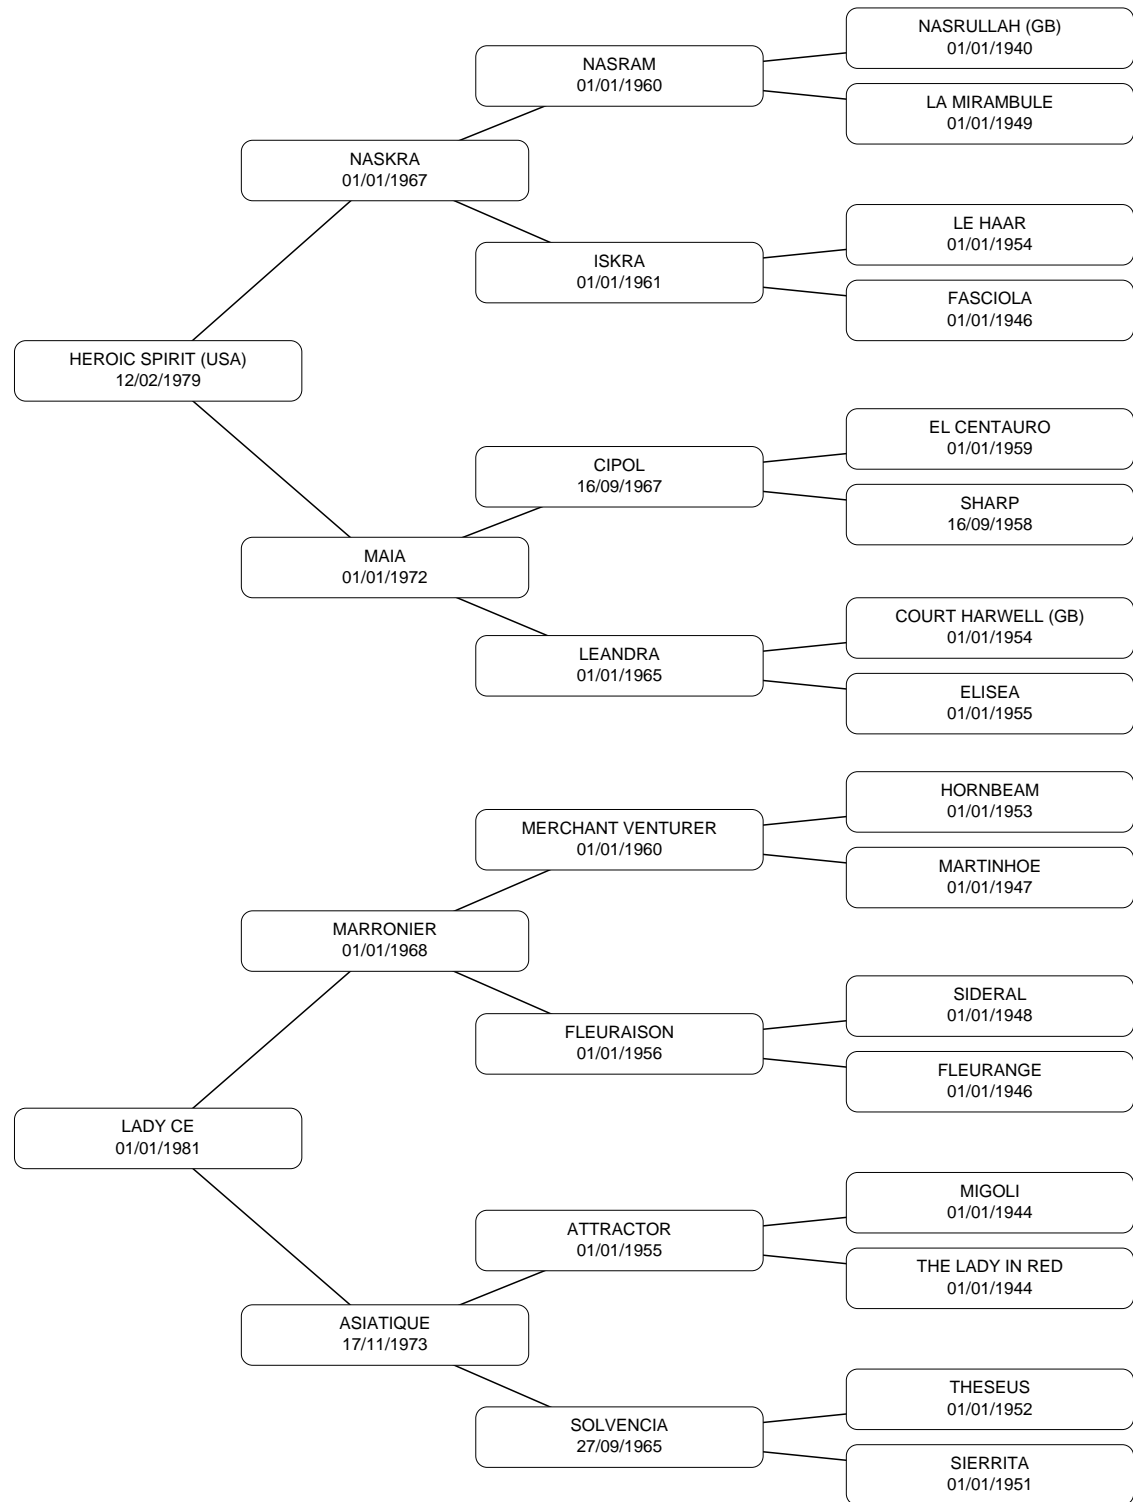 NASRULLAH (GB)
01/01/1940
NASRAM
01/01/1960
LA MIRAMBULE
01/01/1949
NASKRA
01/01/1967
LE HAAR
01/01/1954
ISKRA
01/01/1961
FASCIOLA
01/01/1946
HEROIC SPIRIT (USA)
12/02/1979
EL CENTAURO
01/01/1959
CIPOL
16/09/1967
SHARP
16/09/1958
MAIA
01/01/1972
COURT HARWELL (GB)
01/01/1954
LEANDRA
01/01/1965
ELISEA
01/01/1955
HORNBEAM
01/01/1953
MERCHANT VENTURER
01/01/1960
MARTINHOE
01/01/1947
MARRONIER
01/01/1968
SIDERAL
01/01/1948
FLEURAISON
01/01/1956
FLEURANGE
01/01/1946
LADY CE
01/01/1981
MIGOLI
01/01/1944
ATTRACTOR
01/01/1955
THE LADY IN RED
01/01/1944
ASIATIQUE
17/11/1973
THESEUS
01/01/1952
SOLVENCIA
27/09/1965
SIERRITA
01/01/1951